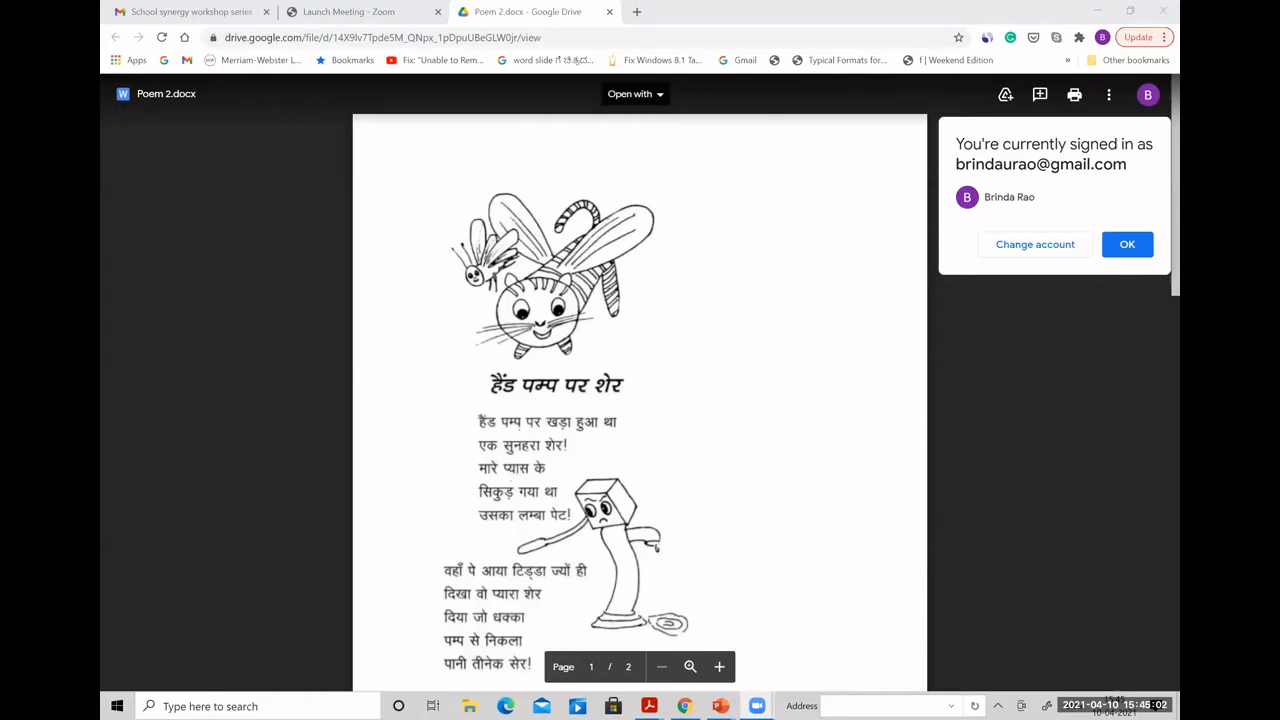 School synergy workshop series
Launch Meeting - Zoom
Poem 2.docx - Google Drive
drive.google.com/file/d/14X9lv7Tpde5M_QNpx_1pDpuUBeGLW0jr/view
B
Update
Apps
Merriam-Webster L...
Bookmarks
Fix: "Unable to Rem...
word slide ಗೆ ಚಿತ್ರದ...
Fix Windows 8.1 Ta...
Gmail
Typical Formats for...
f | Weekend Edition
»
Other bookmarks
W
Poem 2.docx
Open with
B
You're currently signed in as
brindaurao@gmail.com
B
Brinda Rao
Change account
OK
हैंड पम्प पर शेर
हैंड पम्प पर खड़ा हुआ था
एक सुनहरा शेर!
मारे प्यास के
सिकुड़ गया था
उसका लम्बा पेट!
वहाँ पे आया टिड्डा ज्यों ही
दिखा वो प्यारा शेर
दिया जो धक्का
पम्प से निकला
पानी तीनेक सेर!
Page 1 / 2
Type here to search
Address
2021-04-10 15:45:02